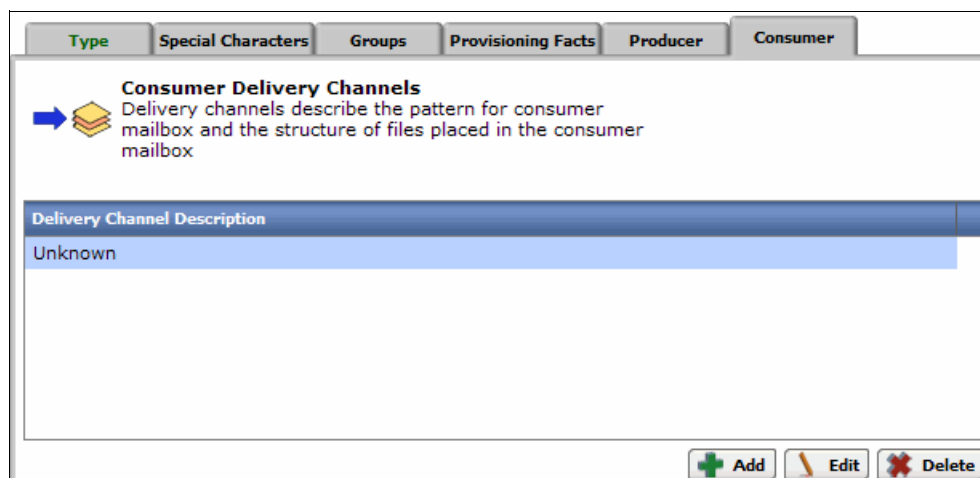 Type Special Characters Groups Provisioning Facts Producer Consumer
Consumer Delivery Channels
Delivery channels describe the pattern for consumer
mailbox and the structure of files placed in the consumer
mailbox
Delivery Channel Description
Unknown
Add Edit Delete